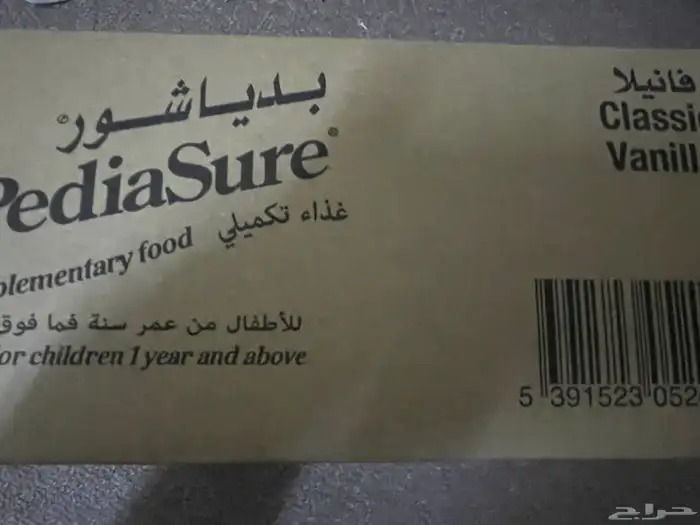 بدياشور®
PediaSure®
غذاء تكميلي
plementary food
للأطفال من عمر سنة فما فوق
or children 1 year and above
فانيلا
Classic
Vanill
5 391523 052
حراج